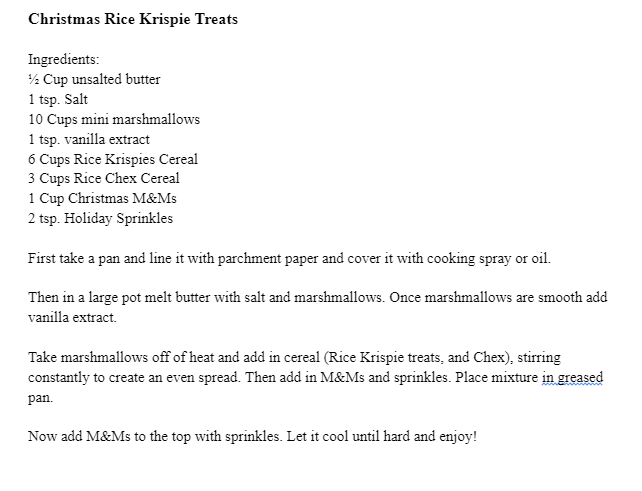 Christmas Rice Krispie Treats
Ingredients:
½ Cup unsalted butter
1 tsp. Salt
10 Cups mini marshmallows
1 tsp. vanilla extract
6 Cups Rice Krispies Cereal
3 Cups Rice Chex Cereal
1 Cup Christmas M&Ms
2 tsp. Holiday Sprinkles
First take a pan and line it with parchment paper and cover it with cooking spray or oil.
Then in a large pot melt butter with salt and marshmallows. Once marshmallows are smooth add
vanilla extract.
Take marshmallows off of heat and add in cereal (Rice Krispie treats, and Chex), stirring
constantly to create an even spread. Then add in M&Ms and sprinkles. Place mixture in greased
pan.
Now add M&Ms to the top with sprinkles. Let it cool until hard and enjoy!